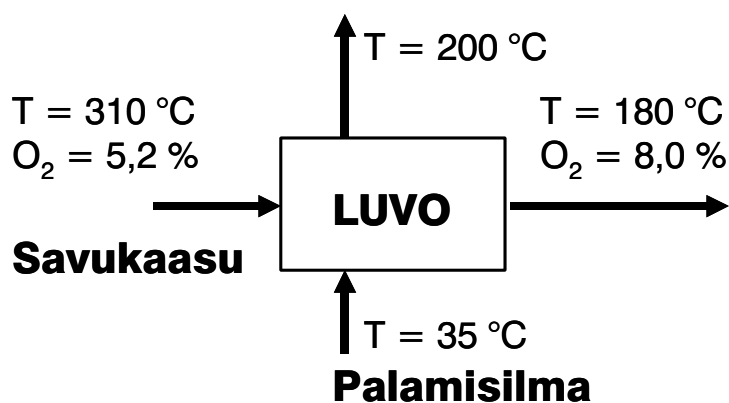 T = 200 °C
T = 310 °C
O₂ = 5,2 %
T = 180 °C
O₂ = 8,0 %
LUVO
Savukaasu
T = 35 °C
Palamisilma